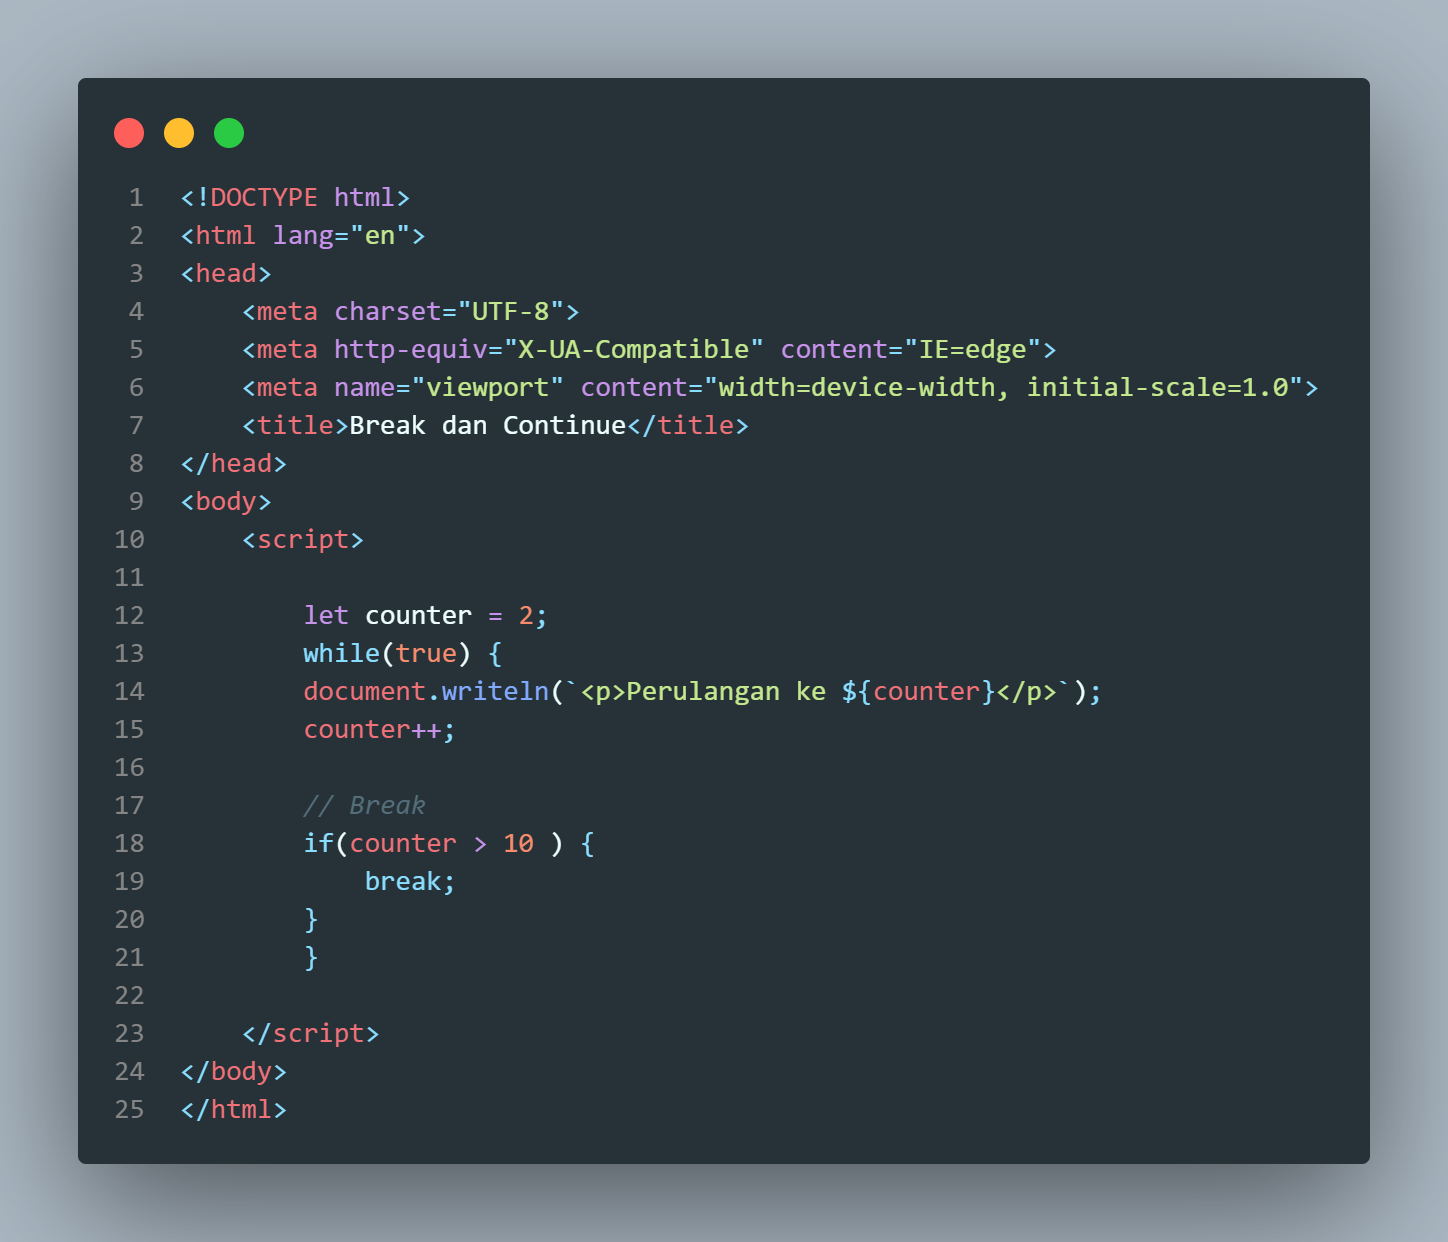 1 <!DOCTYPE html>
2 <html lang="en">
3 <head>
4     <meta charset="UTF-8">
5     <meta http-equiv="X-UA-Compatible" content="IE=edge">
6     <meta name="viewport" content="width=device-width, initial-scale=1.0">
7     <title>Break dan Continue</title>
8 </head>
9 <body>
10     <script>
11
12         let counter = 2;
13         while(true) {
14         document.writeln(`<p>Perulangan ke ${counter}</p>`);
15         counter++;
16
17         // Break
18         if(counter > 10 ) {
19             break;
20         }
21         }
22
23     </script>
24 </body>
25 </html>